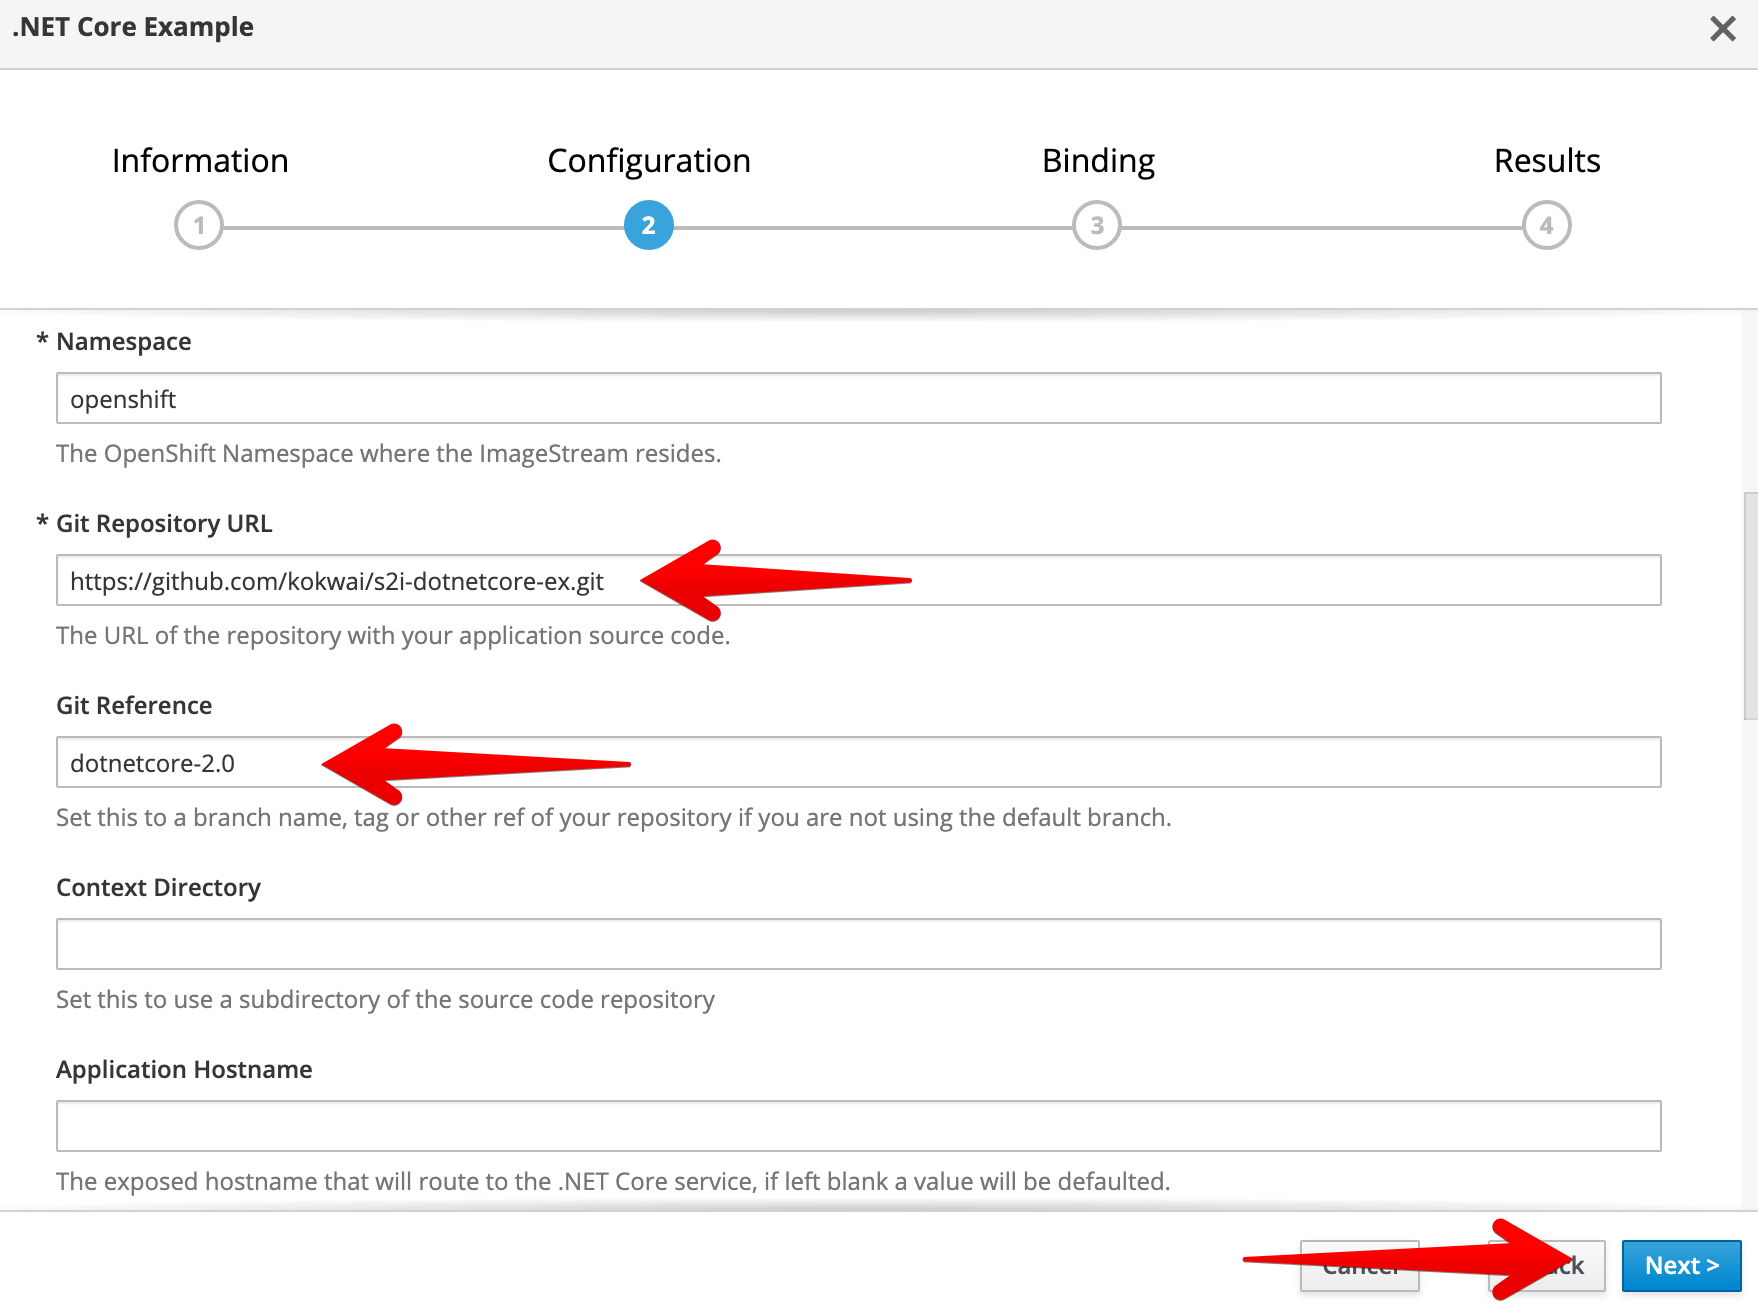 .NET Core Example
Information Configuration Binding Results
1 2 3 4
* Namespace
openshift
The OpenShift Namespace where the ImageStream resides.
* Git Repository URL
https://github.com/kokwai/s2i-dotnetcore-ex.git
The URL of the repository with your application source code.
Git Reference
dotnetcore-2.0
Set this to a branch name, tag or other ref of your repository if you are not using the default branch.
Context Directory
Set this to use a subdirectory of the source code repository
Application Hostname
The exposed hostname that will route to the .NET Core service, if left blank a value will be defaulted.
Cancel Next >